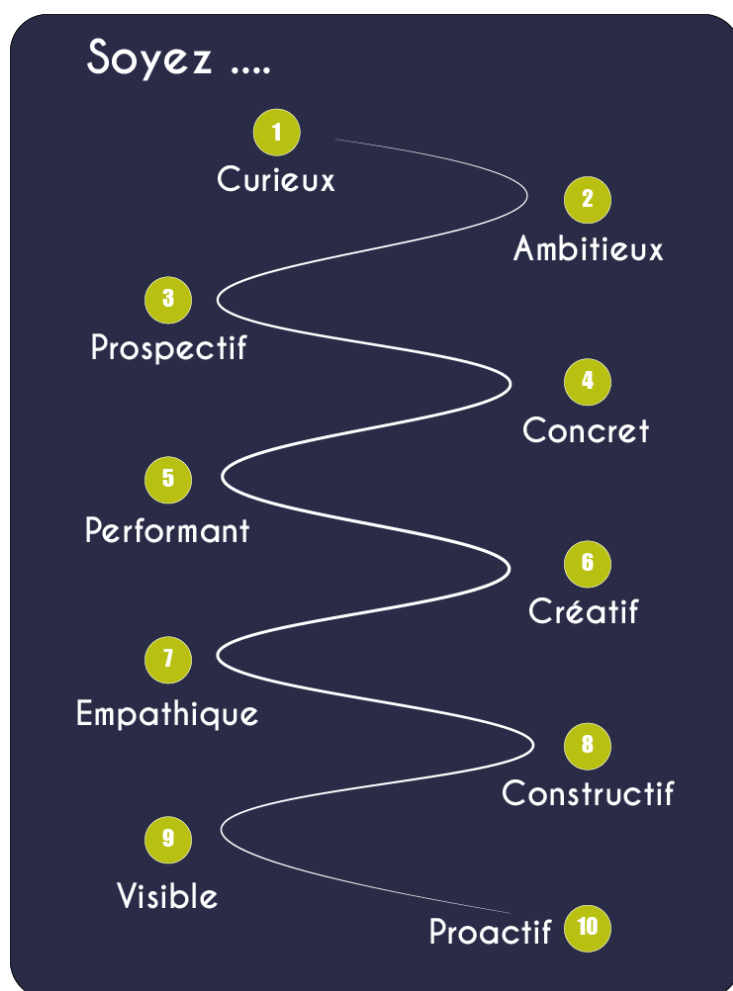 Soyez ....
1
Curieux
2
Ambitieux
3
Prospectif
4
Concret
5
Performant
6
Créatif
7
Empathique
8
Constructif
9
Visible
Proactif 10